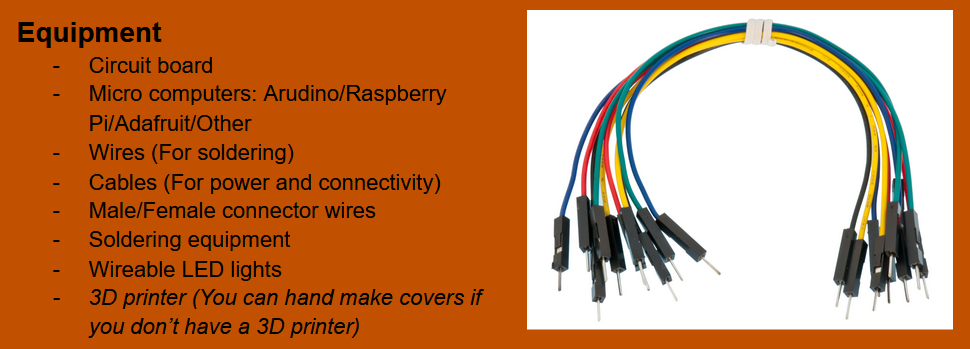 Equipment
- Circuit board
- Micro computers: Arudino/Raspberry
Pi/Adafruit/Other
- Wires (For soldering)
- Cables (For power and connectivity)
- Male/Female connector wires
- Soldering equipment
- Wireable LED lights
- 3D printer (You can hand make covers if
you don’t have a 3D printer)